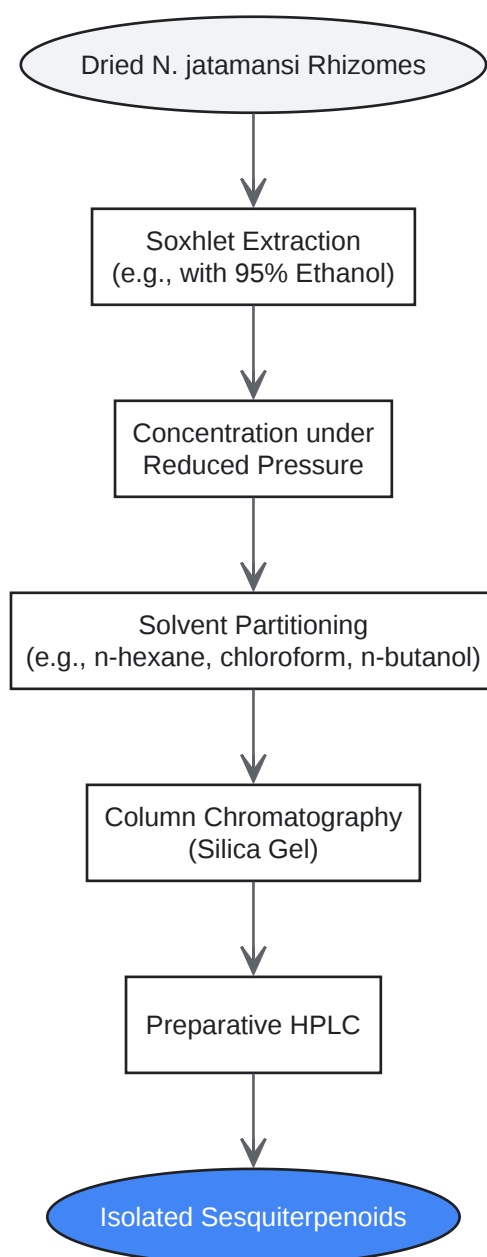 Dried N. jatamansi Rhizomes
Soxhlet Extraction
(e.g., with 95% Ethanol)
Concentration under
Reduced Pressure
Solvent Partitioning
(e.g., n-hexane, chloroform, n-butanol)
Column Chromatography
(Silica Gel)
Preparative HPLC
Isolated Sesquiterpenoids